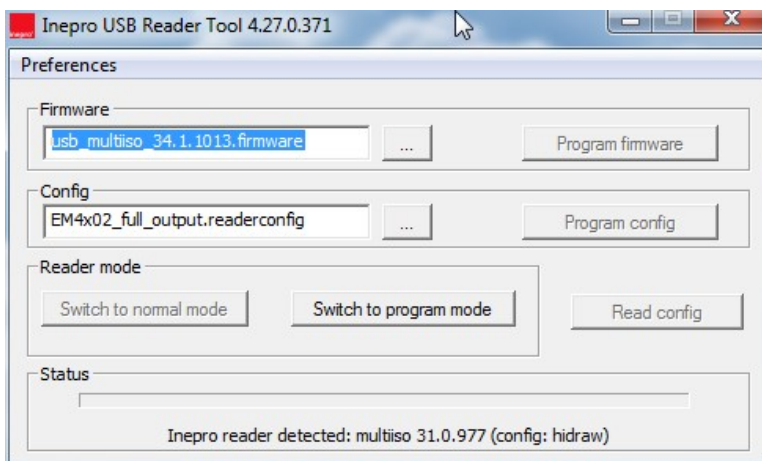 Inepro USB Reader Tool 4.27.0.371
Preferences
Firmware
usb_multiiso_34.1.1013.firmware ... Program firmware
Config
EM4x02_full_output.readerconfig ... Program config
Reader mode
Switch to normal mode Switch to program mode Read config
Status
Inepro reader detected: multiiso 31.0.977 (config: hidraw)